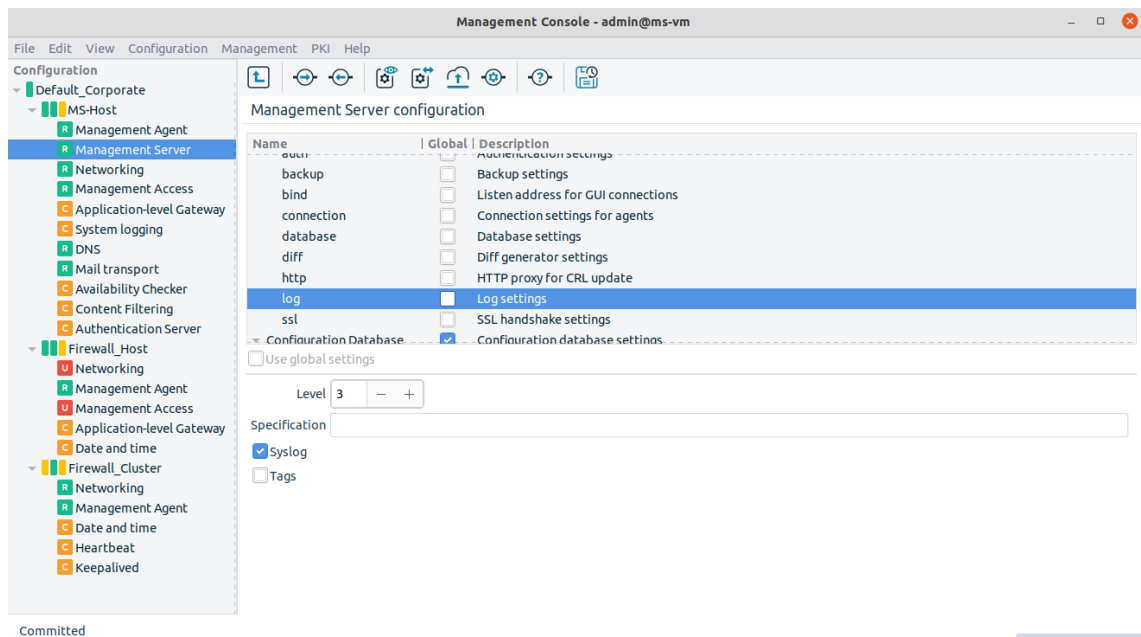 Management Console - admin@ms-vm
File Edit View Configuration Management PKI Help
Configuration
Default_Corporate
MS-Host
R Management Agent
R Management Server
R Networking
R Management Access
C Application-level Gateway
C System logging
R DNS
R Mail transport
C Availability Checker
C Content Filtering
C Authentication Server
Firewall_Host
U Networking
R Management Agent
U Management Access
C Application-level Gateway
C Date and time
Firewall_Cluster
R Networking
R Management Agent
C Date and time
C Heartbeat
C Keepalived
Management Server configuration
Name Global Description
auth Authentication settings
backup Backup settings
bind Listen address for GUI connections
connection Connection settings for agents
database Database settings
diff Diff generator settings
http HTTP proxy for CRL update
log Log settings
ssl SSL handshake settings
Configuration Database Configuration database settings
Use global settings
Level 3 − +
Specification
Syslog
Tags
Committed